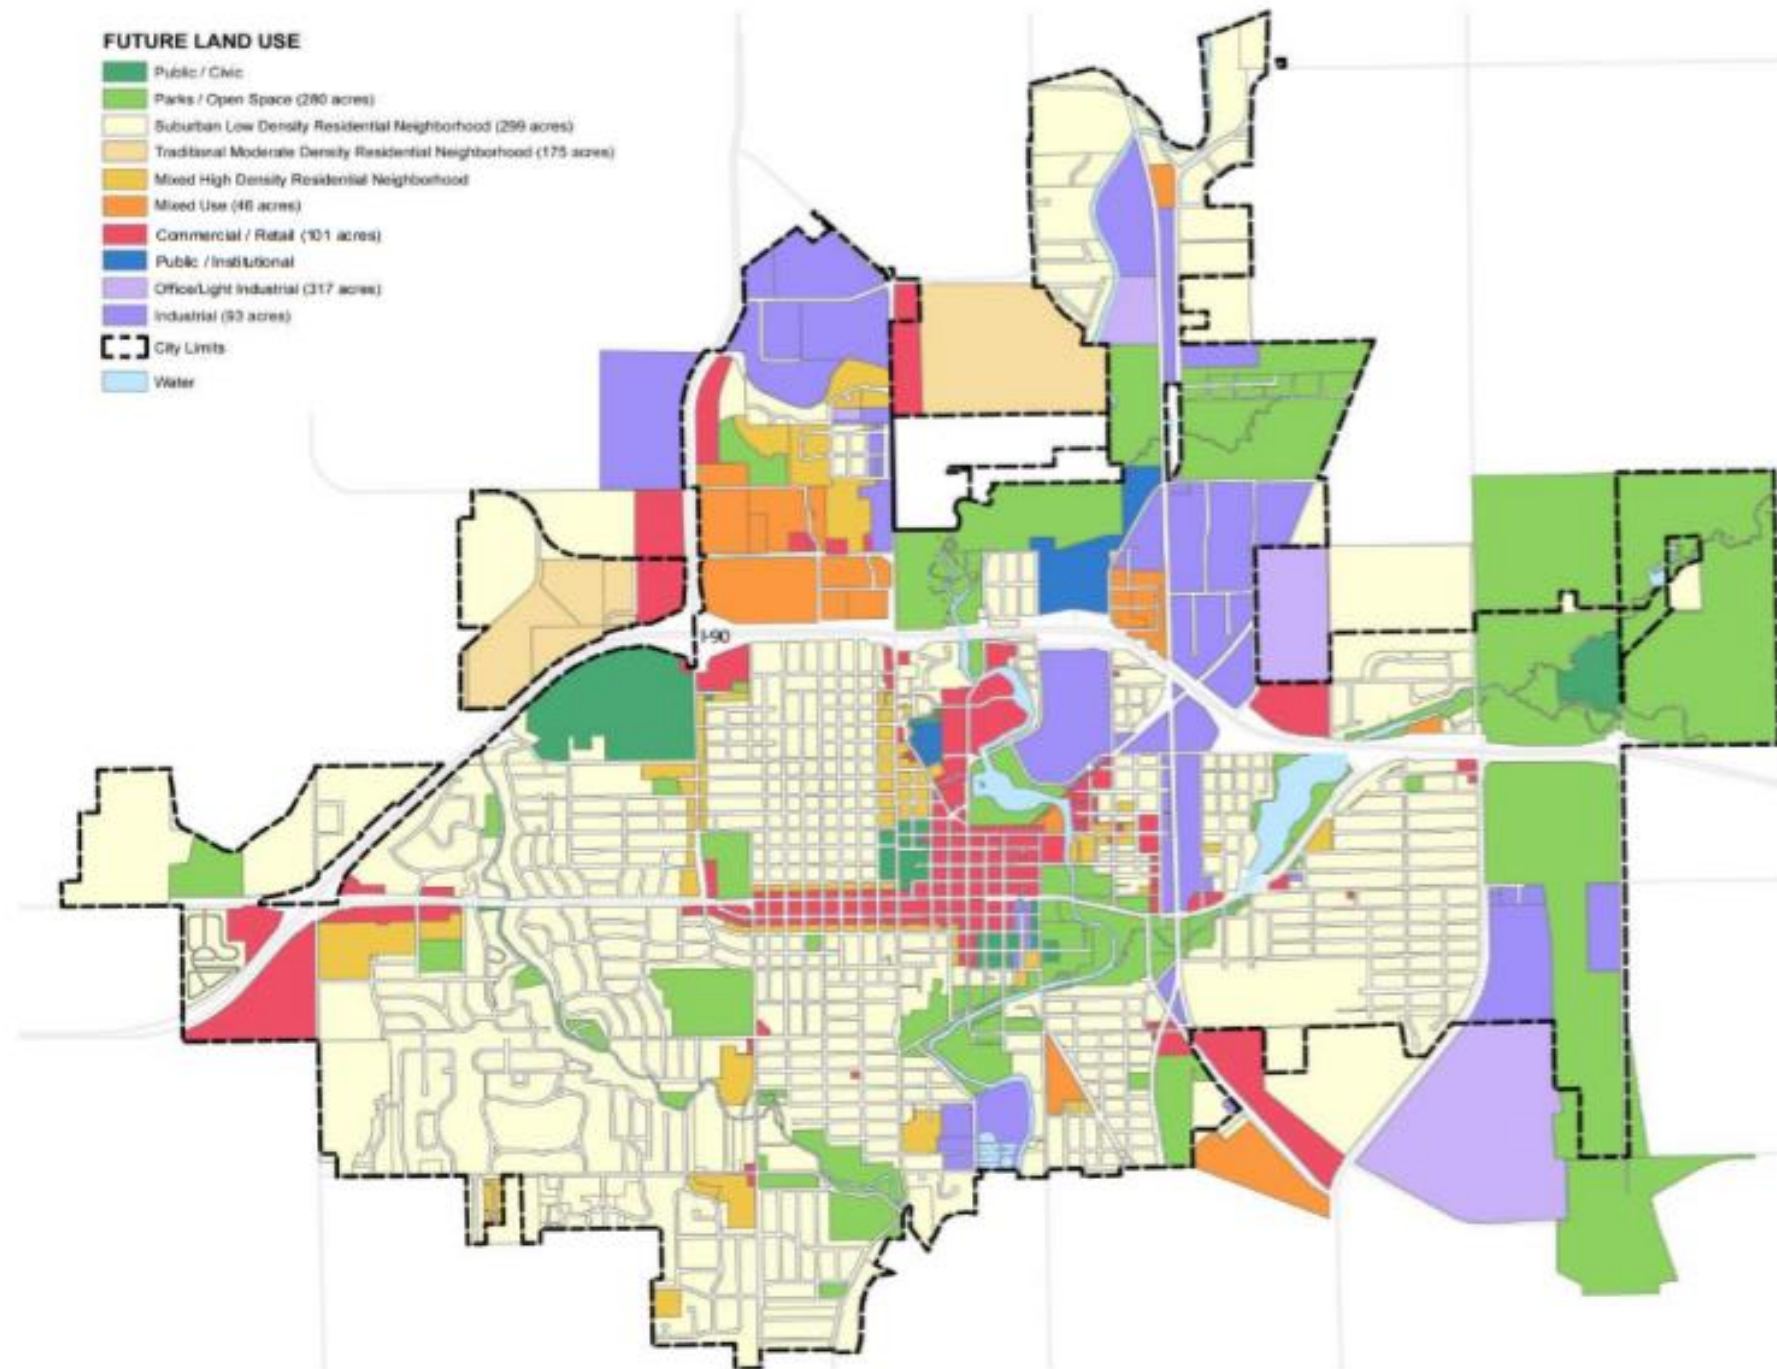 FUTURE LAND USE
Public / Civic
Parks / Open Space (280 acres)
Suburban Low Density Residential Neighborhood (299 acres)
Traditional Moderate Density Residential Neighborhood (175 acres)
Mixed High Density Residential Neighborhood
Mixed Use (46 acres)
Commercial / Retail (101 acres)
Public / Institutional
Office/Light Industrial (317 acres)
Industrial (93 acres)
City Limits
Water
I-90